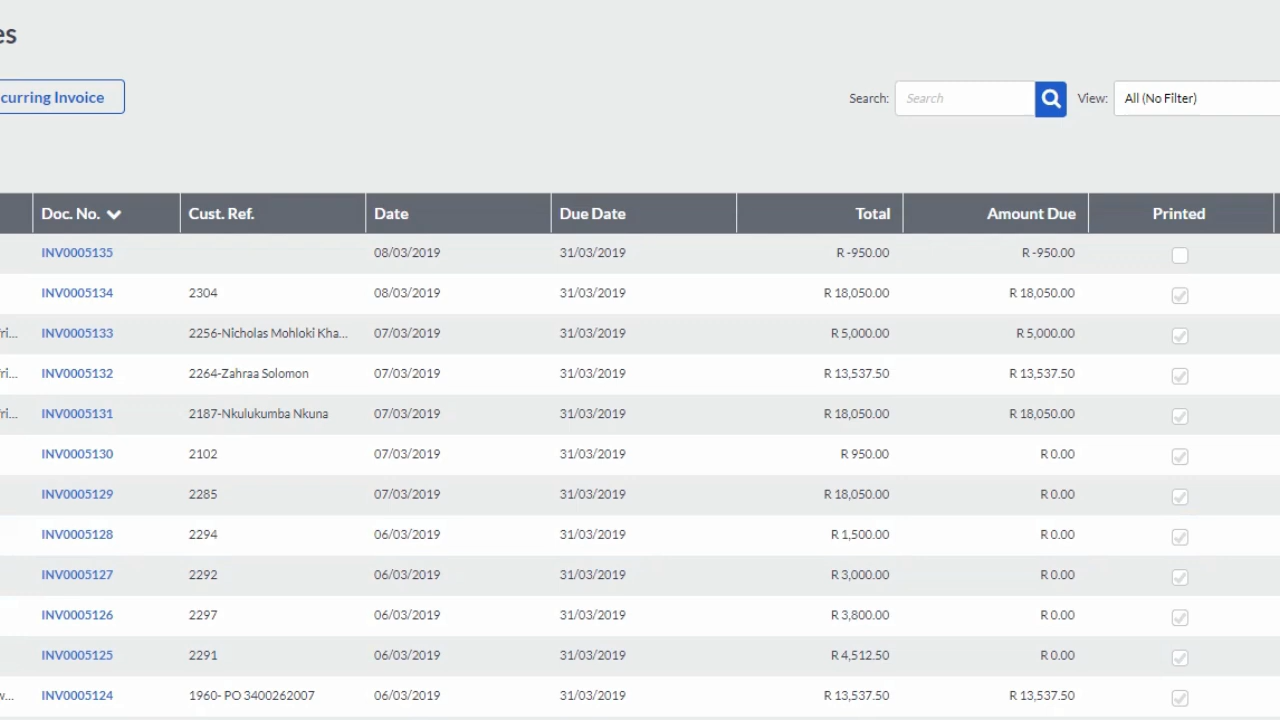 es
curring Invoice
Search: Search View: All (No Filter)
Doc. No. Cust. Ref. Date Due Date Total Amount Due Printed
INV0005135 08/03/2019 31/03/2019 R -950.00 R -950.00
INV0005134 2304 08/03/2019 31/03/2019 R 18,050.00 R 18,050.00
fri... INV0005133 2256-Nicholas Mohloki Kha... 07/03/2019 31/03/2019 R 5,000.00 R 5,000.00
fri... INV0005132 2264-Zahraa Solomon 07/03/2019 31/03/2019 R 13,537.50 R 13,537.50
fri... INV0005131 2187-Nkulukumba Nkuna 07/03/2019 31/03/2019 R 18,050.00 R 18,050.00
INV0005130 2102 07/03/2019 31/03/2019 R 950.00 R 0.00
INV0005129 2285 07/03/2019 31/03/2019 R 18,050.00 R 0.00
INV0005128 2294 06/03/2019 31/03/2019 R 1,500.00 R 0.00
INV0005127 2292 06/03/2019 31/03/2019 R 3,000.00 R 0.00
INV0005126 2297 06/03/2019 31/03/2019 R 3,800.00 R 0.00
INV0005125 2291 06/03/2019 31/03/2019 R 4,512.50 R 0.00
w... INV0005124 1960- PO 3400262007 06/03/2019 31/03/2019 R 13,537.50 R 13,537.50